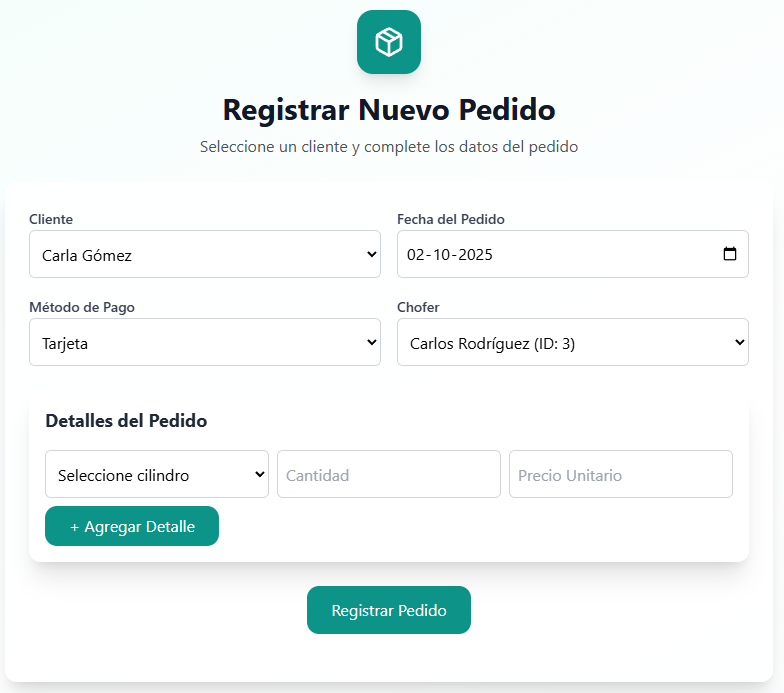 Registrar Nuevo Pedido
Seleccione un cliente y complete los datos del pedido
Cliente
Fecha del Pedido
Carla Gómez
02-10-2025
Método de Pago
Chofer
Tarjeta
Carlos Rodríguez (ID: 3)
Detalles del Pedido
Seleccione cilindro
Cantidad
Precio Unitario
+ Agregar Detalle
Registrar Pedido